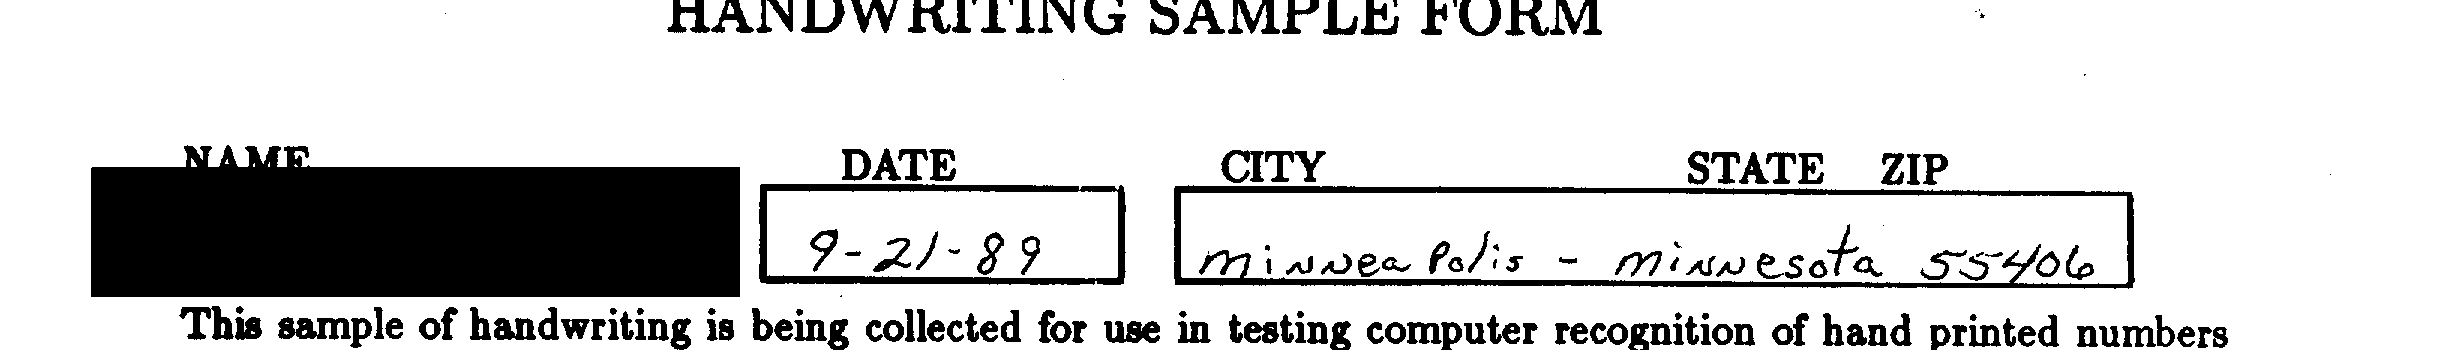 HANDWRITING SAMPLE FORM
NAME DATE CITY STATE ZIP
9-21-89 Minneapolis - Minnesota 55406
This sample of handwriting is being collected for use in testing computer recognition of hand printed numbers